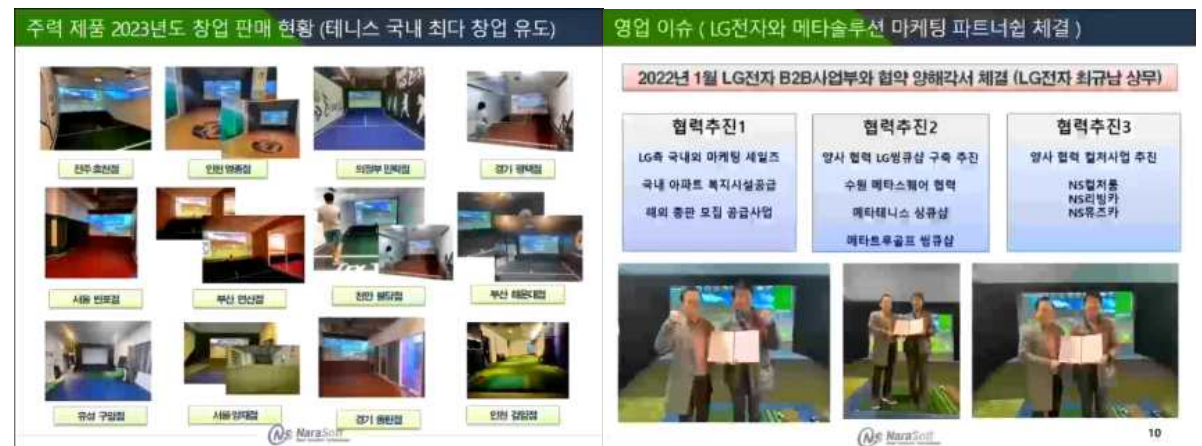 주력 제품 2023년도 창업 판매 현황 (테니스 국내 최다 창업 유도)
전주 효천점
인천 영종점
의정부 민락점
경기 평택점
서울 반포점
부산 연산점
천안 불당점
부산 해운대점
유성 구암점
서울양재점
경기 동탄점
인천 검암점
NS NaraSoft
영업 이슈 ( LG전자와 메타솔루션 마케팅 파트너쉽 체결 )
2022년 1월 LG전자 B2B사업부와 협약 양해각서 체결 (LG전자 최규남 상무)
협력추진1
LG측 국내외 마케팅 세일즈
국내 아파트 복지시설공급
해외 총판 모집 공급사업
협력추진2
양사 협력 LG씽큐샵 구축 추진
수원 메타스퀘어 협력
메타테니스 싱큐샵
메타트루골프 씽큐샵
협력추진3
양사 협력 컬처사업 추진
NS컬처룸
NS리빙카
NS뮤즈카
NS NaraSoft
10